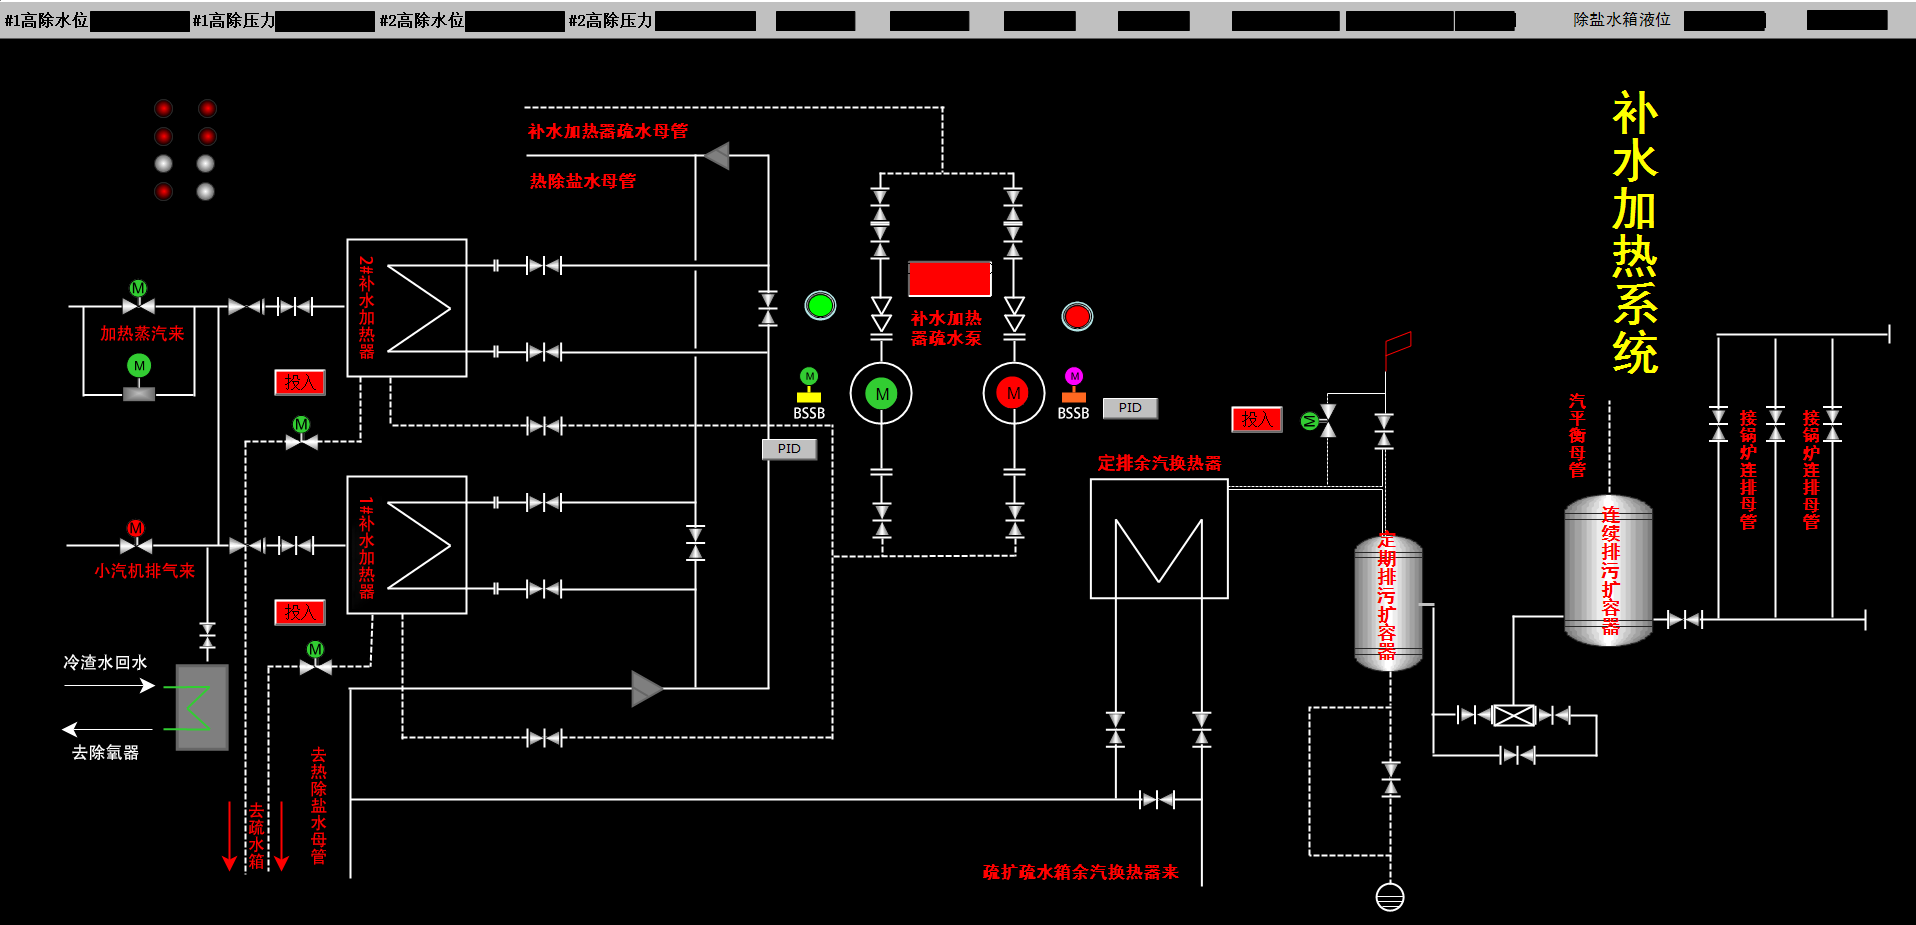 #1高除水位 #1高除压力 #2高除水位 #2高除压力 除盐水箱液位
补水加热系统
补水加热器疏水母管
热除盐水母管
2#补水加热器
M
加热蒸汽来
M
投入
M
补水加热
器疏水泵
M
BSSB
M
M
M
BSSB
PID
PID
投入
M
汽平衡母管
接锅炉连排母管
接锅炉连排母管
定排余汽换热器
1#补水加热器
M
小汽机排气来
投入
M
连续排污扩容器
定期排污扩容器
冷渣水回水
去除氧器
去热除盐水母管
去疏水箱
疏扩疏水箱余汽换热器来